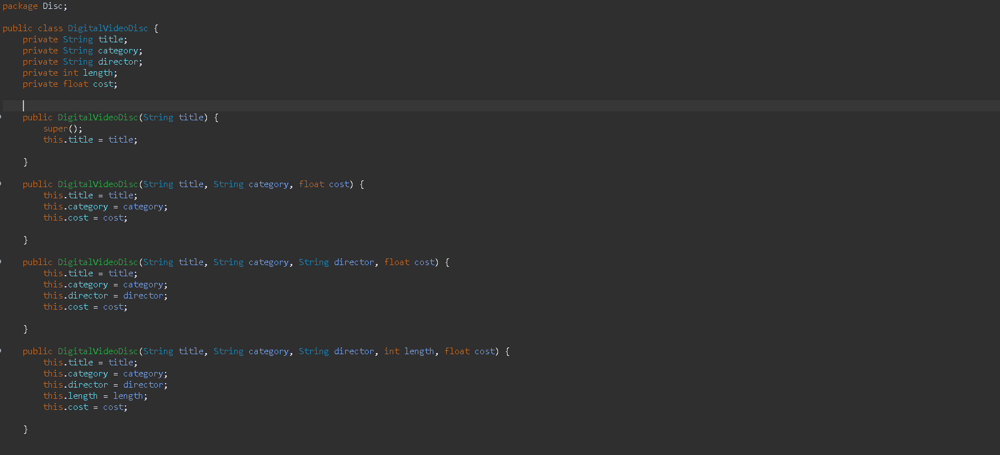 package Disc;
public class DigitalVideoDisc {
private String title;
private String category;
private String director;
private int length;
private float cost;
public DigitalVideoDisc(String title) {
super();
this.title = title;
}
public DigitalVideoDisc(String title, String category, float cost) {
this.title = title;
this.category = category;
this.cost = cost;
}
public DigitalVideoDisc(String title, String category, String director, float cost) {
this.title = title;
this.category = category;
this.director = director;
this.cost = cost;
}
public DigitalVideoDisc(String title, String category, String director, int length, float cost) {
this.title = title;
this.category = category;
this.director = director;
this.length = length;
this.cost = cost;
}